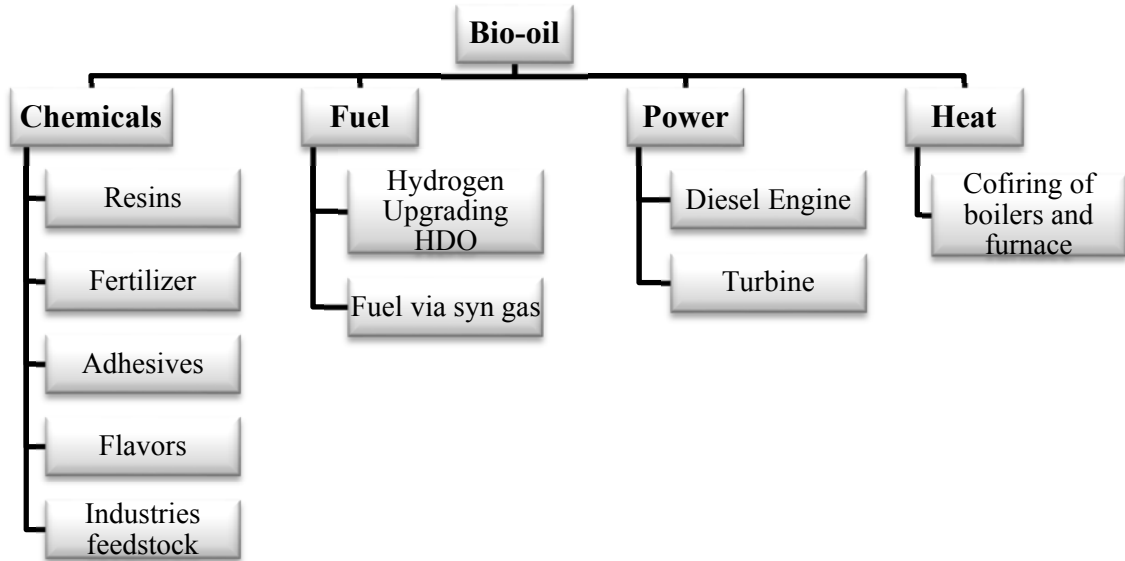 Bio-oil
Chemicals
Resins
Fertilizer
Adhesives
Flavors
Industries
feedstock
Fuel
Hydrogen
Upgrading
HDO
Fuel via syn gas
Power
Diesel Engine
Turbine
Heat
Cofiring of
boilers and
furnace